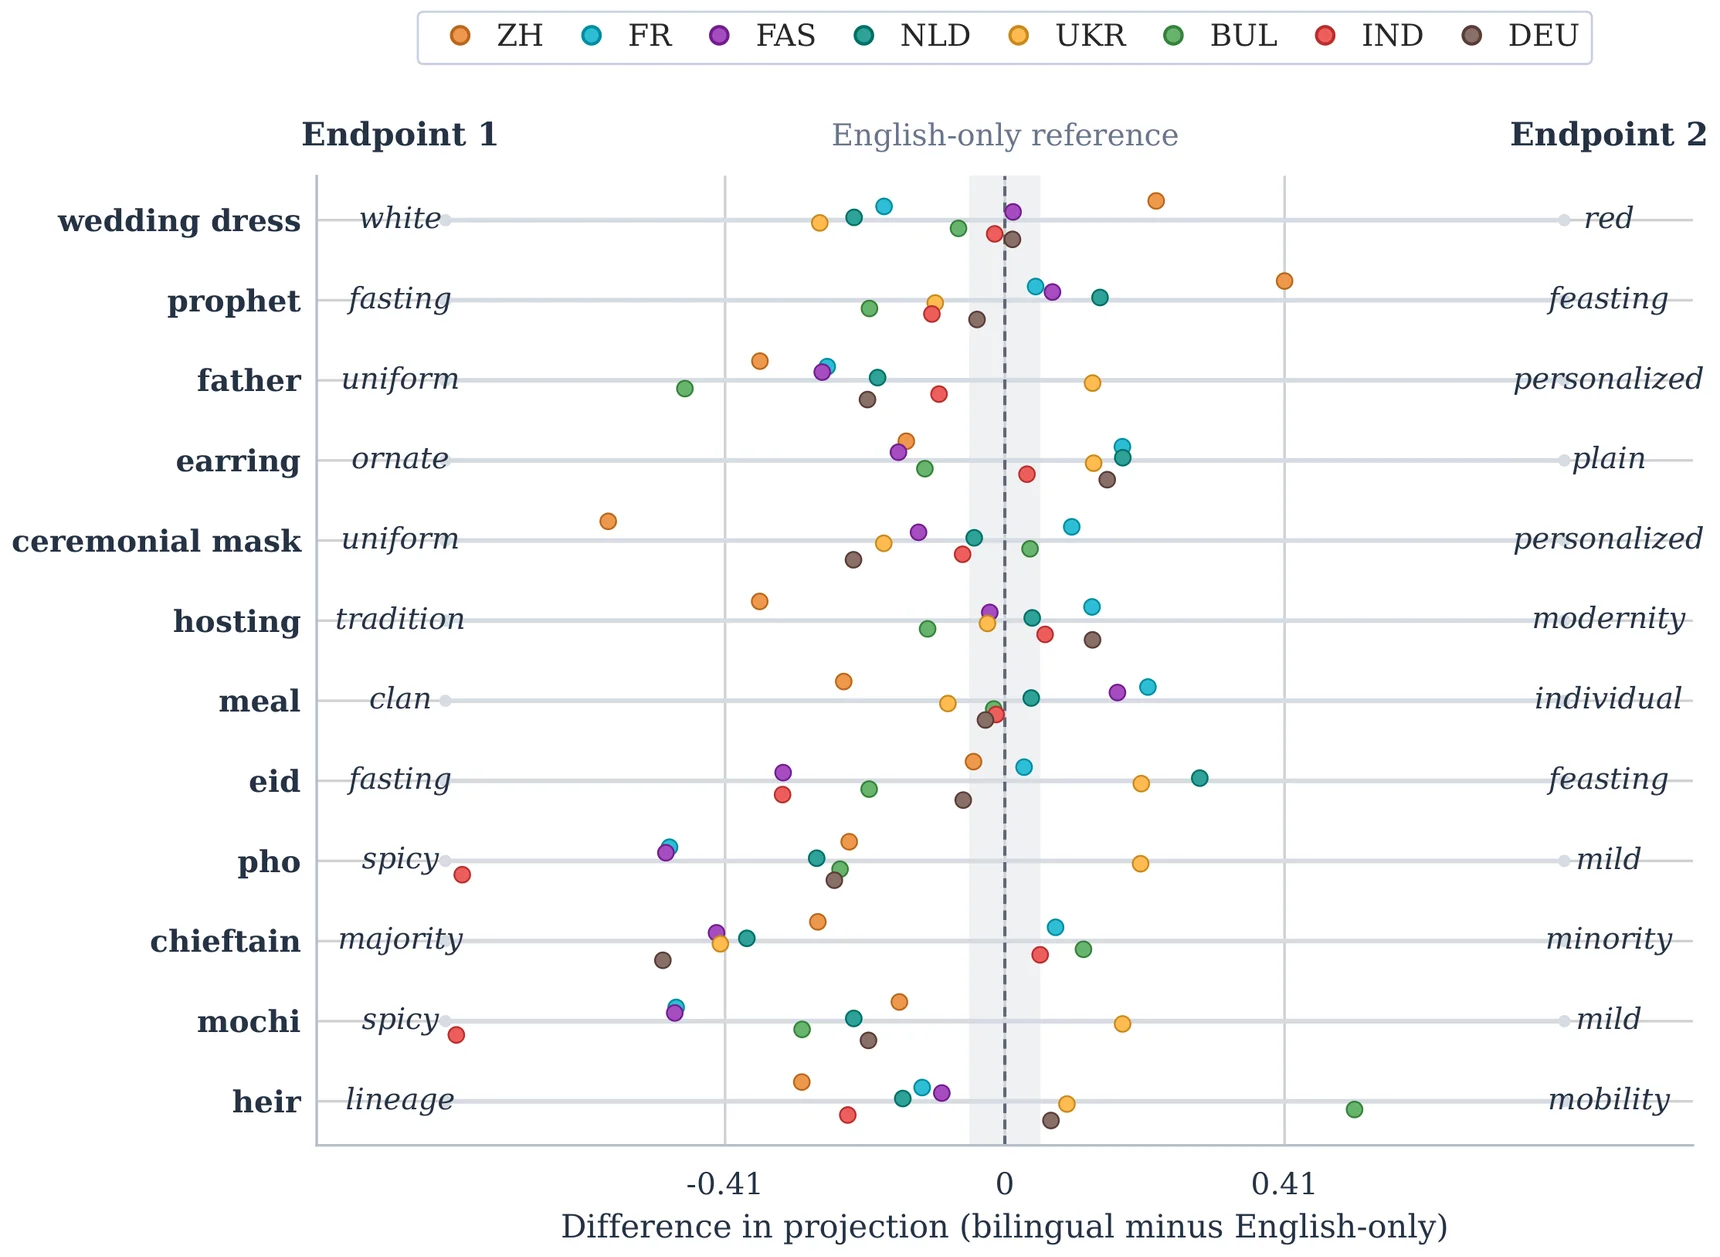 ZH FR FAS NLD UKR BUL IND DEU
Endpoint 1 English-only reference Endpoint 2
wedding dress white red
prophet fasting feasting
father uniform personalized
earring ornate plain
ceremonial mask uniform personalized
hosting tradition modernity
meal clan individual
eid fasting feasting
pho spicy mild
chieftain majority minority
mochi spicy mild
heir lineage mobility
-0.41 0 0.41
Difference in projection (bilingual minus English-only)